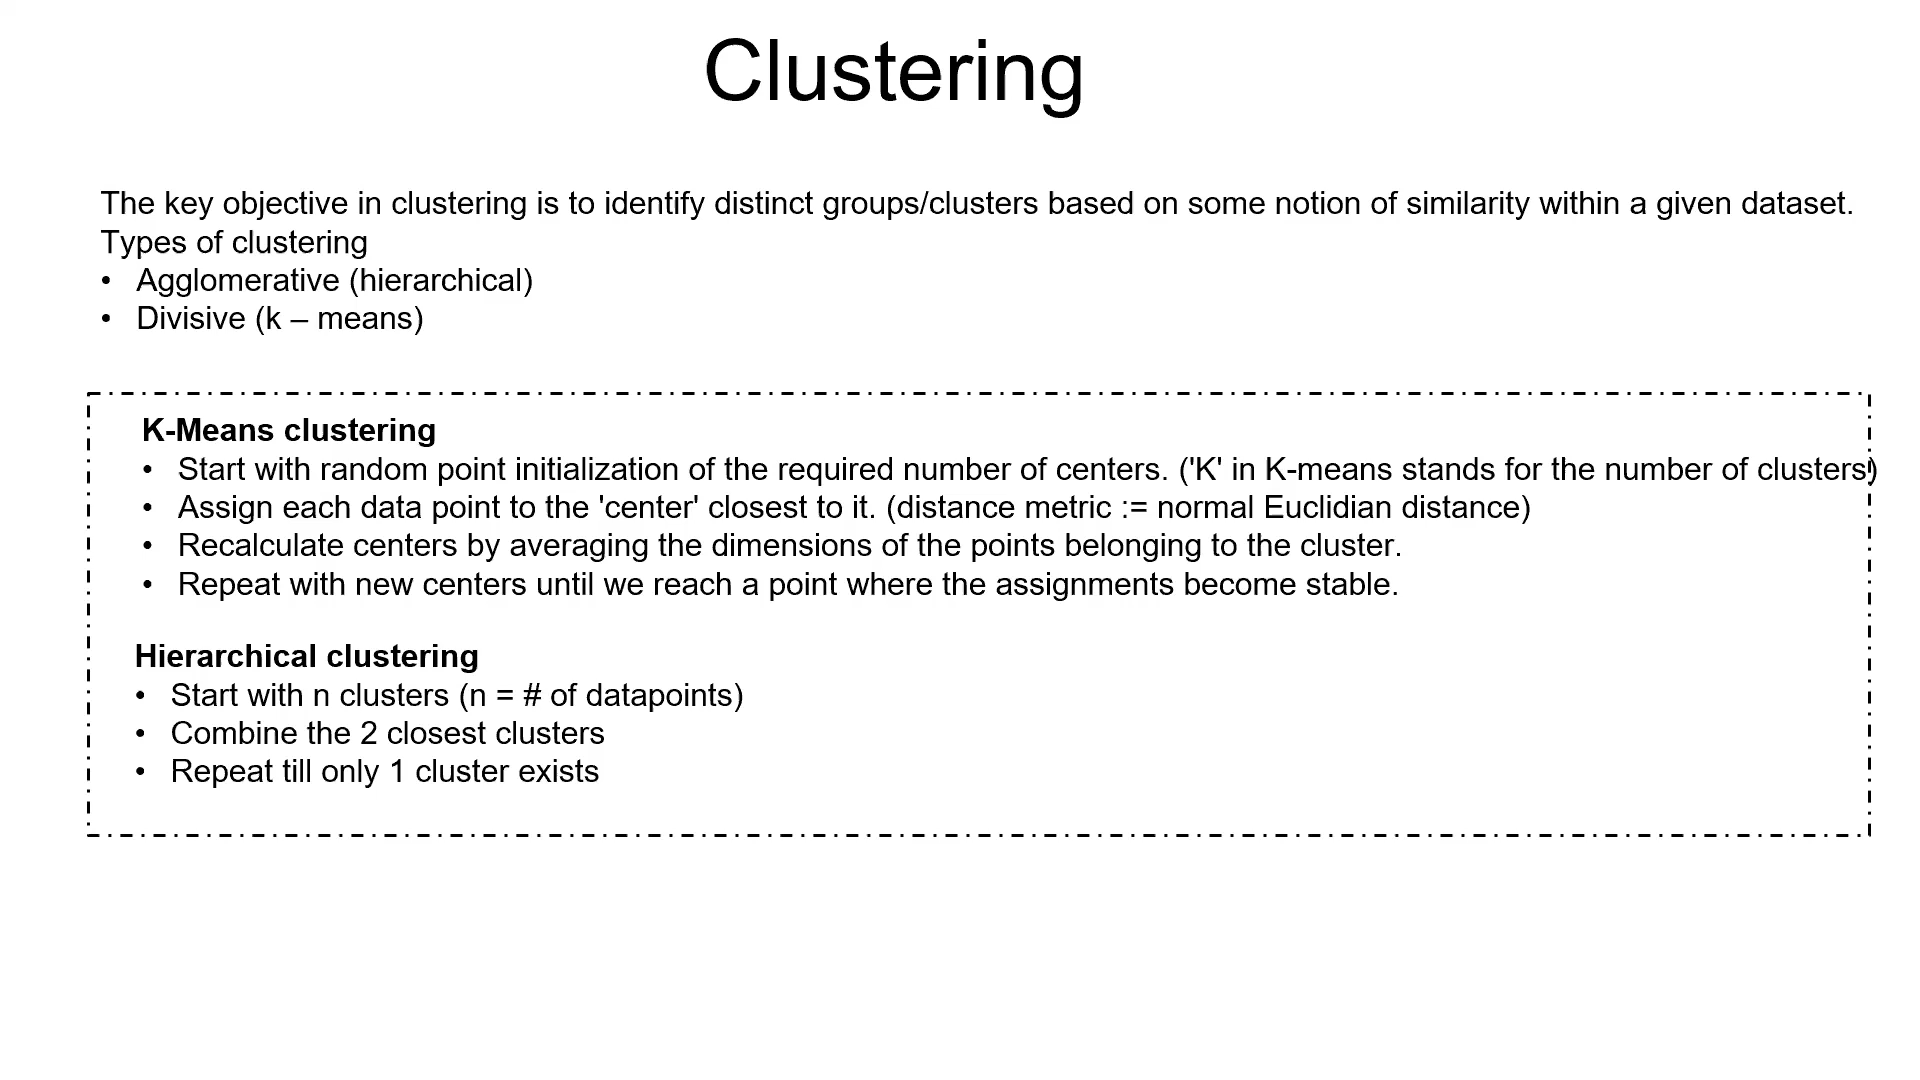 Clustering
The key objective in clustering is to identify distinct groups/clusters based on some notion of similarity within a given dataset.
Types of clustering
• Agglomerative (hierarchical)
• Divisive (k – means)
K-Means clustering
• Start with random point initialization of the required number of centers. ('K' in K-means stands for the number of clusters)
• Assign each data point to the 'center' closest to it. (distance metric := normal Euclidian distance)
• Recalculate centers by averaging the dimensions of the points belonging to the cluster.
• Repeat with new centers until we reach a point where the assignments become stable.
Hierarchical clustering
• Start with n clusters (n = # of datapoints)
• Combine the 2 closest clusters
• Repeat till only 1 cluster exists